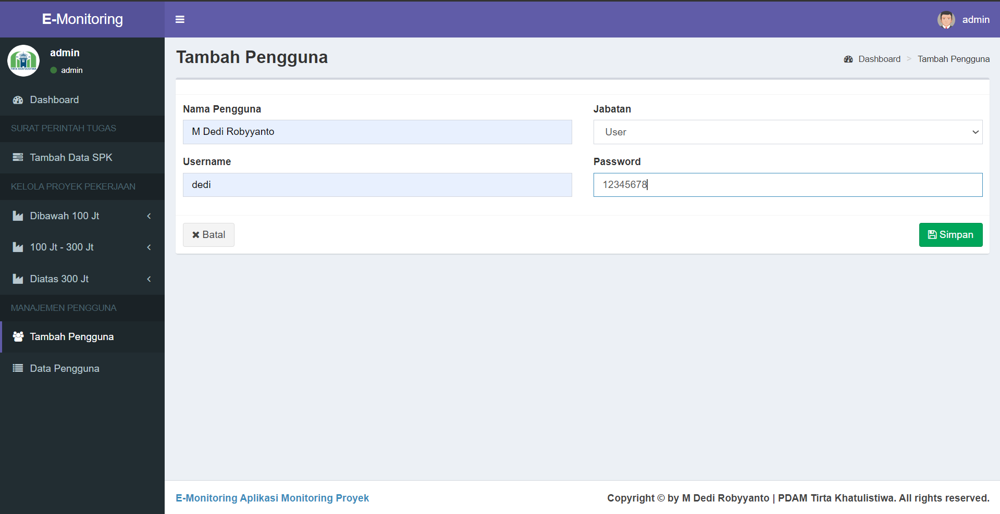 E-Monitoring
admin
admin
admin
Dashboard
SURAT PERINTAH TUGAS
Tambah Data SPK
KELOLA PROYEK PEKERJAAN
Dibawah 100 Jt
100 Jt - 300 Jt
Diatas 300 Jt
MANAJEMEN PENGGUNA
Tambah Pengguna
Data Pengguna
Tambah Pengguna
Dashboard > Tambah Pengguna
Nama Pengguna
M Dedi Robyyanto
Jabatan
User
Username
dedi
Password
12345678
Batal
Simpan
E-Monitoring Aplikasi Monitoring Proyek
Copyright © by M Dedi Robyyanto | PDAM Tirta Khatulistiwa. All rights reserved.
TIRTA KHATULISTIWA